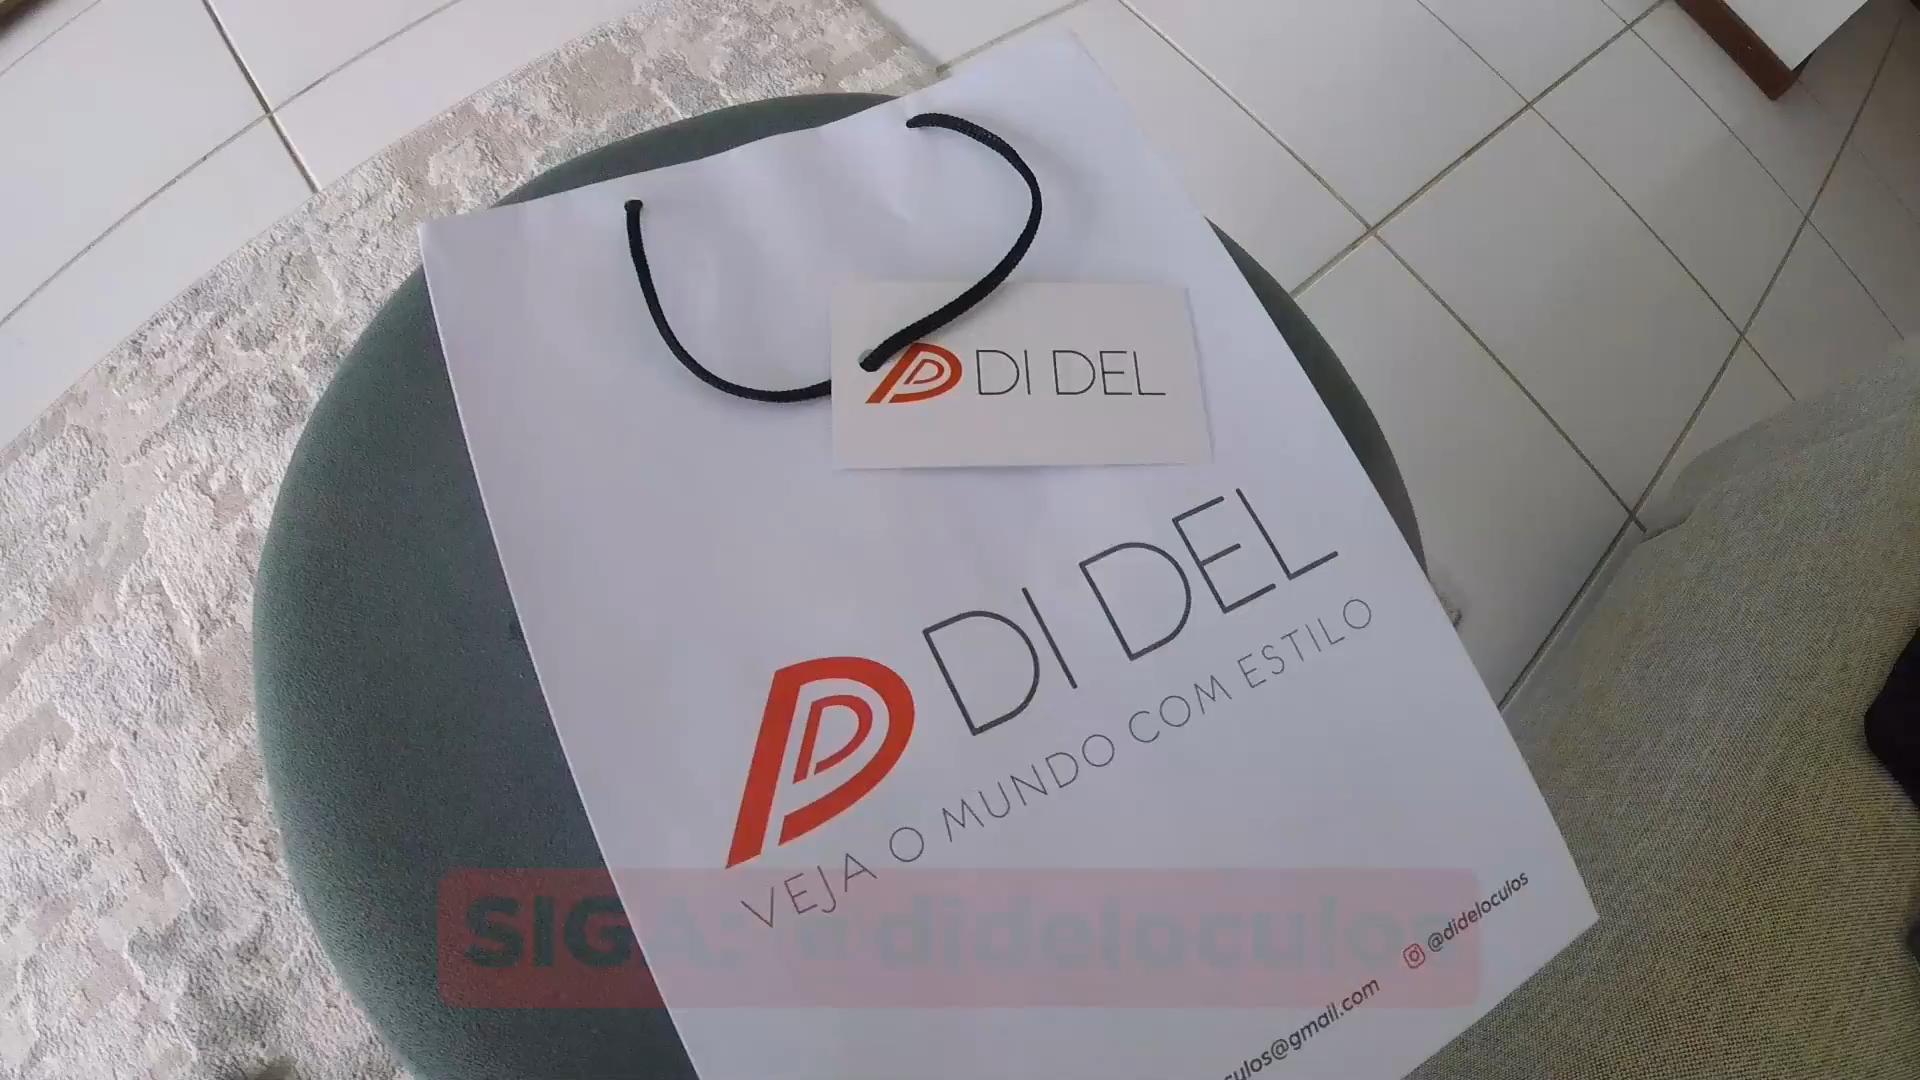 DI DEL
DI DEL
VEJA O MUNDO COM ESTILO
SIGA: @dideloculos
@dideloculos
culos@gmail.com